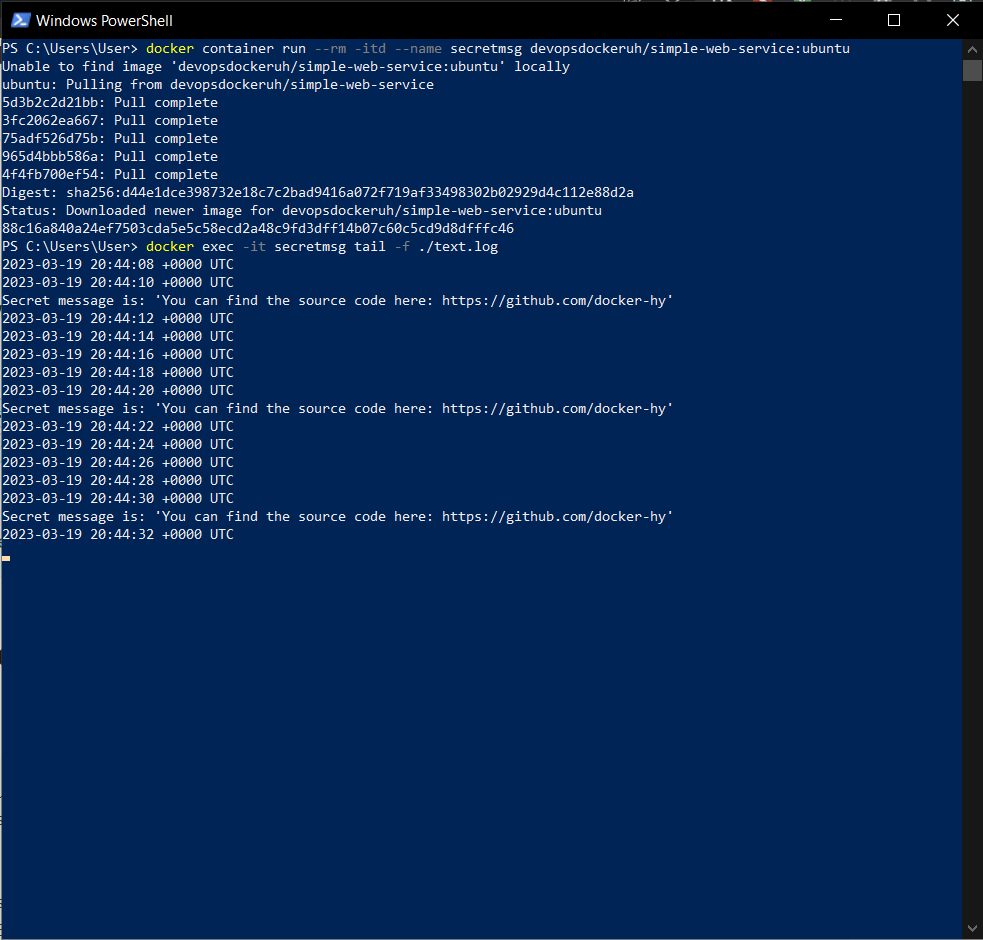 Windows PowerShell
PS C:\Users\User> docker container run --rm -itd --name secretmsg devopsdockeruh/simple-web-service:ubuntu
Unable to find image 'devopsdockeruh/simple-web-service:ubuntu' locally
ubuntu: Pulling from devopsdockeruh/simple-web-service
5d3b2c2d21bb: Pull complete
3fc2062ea667: Pull complete
75adf526d75b: Pull complete
965d4bbb586a: Pull complete
4f4fb700ef54: Pull complete
Digest: sha256:d44e1dce398732e18c7c2bad9416a072f719af33498302b02929d4c112e88d2a
Status: Downloaded newer image for devopsdockeruh/simple-web-service:ubuntu
88c16a840a24ef7503cda5e5c58ecd2a48c9fd3dff14b07c60c5cd9d8dfffc46
PS C:\Users\User> docker exec -it secretmsg tail -f ./text.log
2023-03-19 20:44:08 +0000 UTC
2023-03-19 20:44:10 +0000 UTC
Secret message is: 'You can find the source code here: https://github.com/docker-hy'
2023-03-19 20:44:12 +0000 UTC
2023-03-19 20:44:14 +0000 UTC
2023-03-19 20:44:16 +0000 UTC
2023-03-19 20:44:18 +0000 UTC
2023-03-19 20:44:20 +0000 UTC
Secret message is: 'You can find the source code here: https://github.com/docker-hy'
2023-03-19 20:44:22 +0000 UTC
2023-03-19 20:44:24 +0000 UTC
2023-03-19 20:44:26 +0000 UTC
2023-03-19 20:44:28 +0000 UTC
2023-03-19 20:44:30 +0000 UTC
Secret message is: 'You can find the source code here: https://github.com/docker-hy'
2023-03-19 20:44:32 +0000 UTC